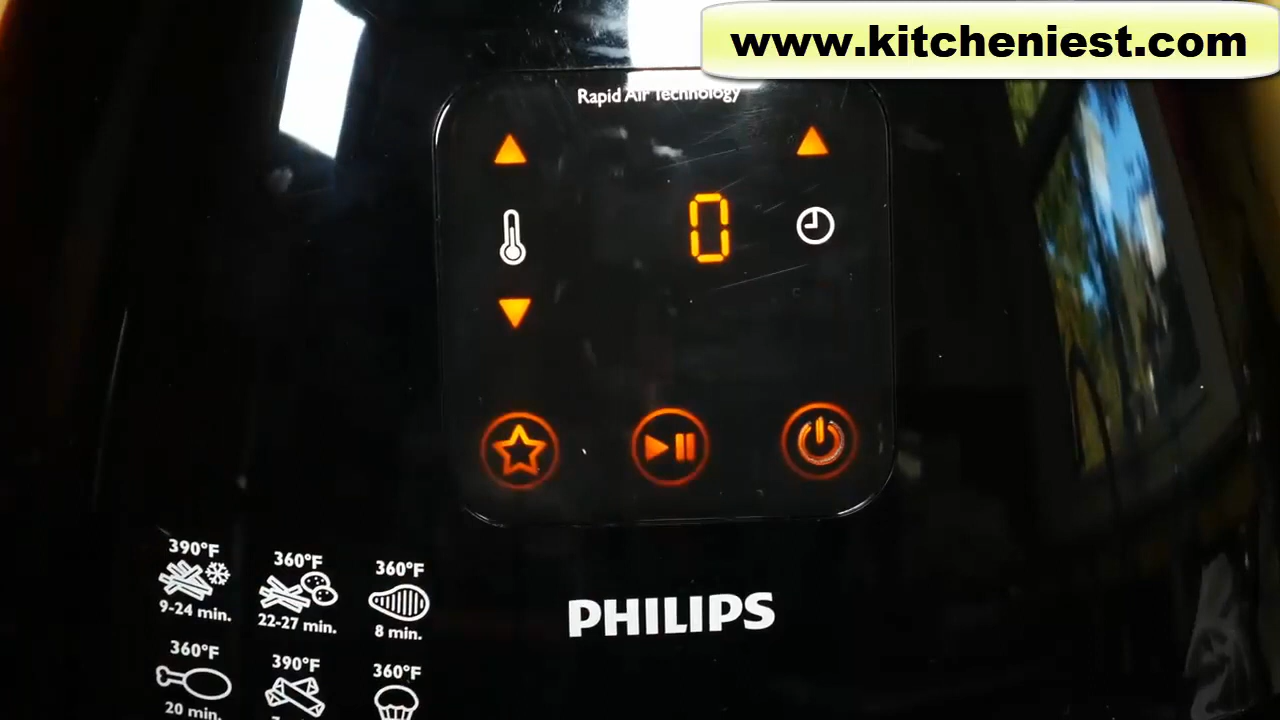 www.kitcheniest.com
Rapid Air Technology
0
390°F
9-24 min.
360°F
22-27 min.
360°F
8 min.
PHILIPS
360°F
20 min.
390°F
360°F